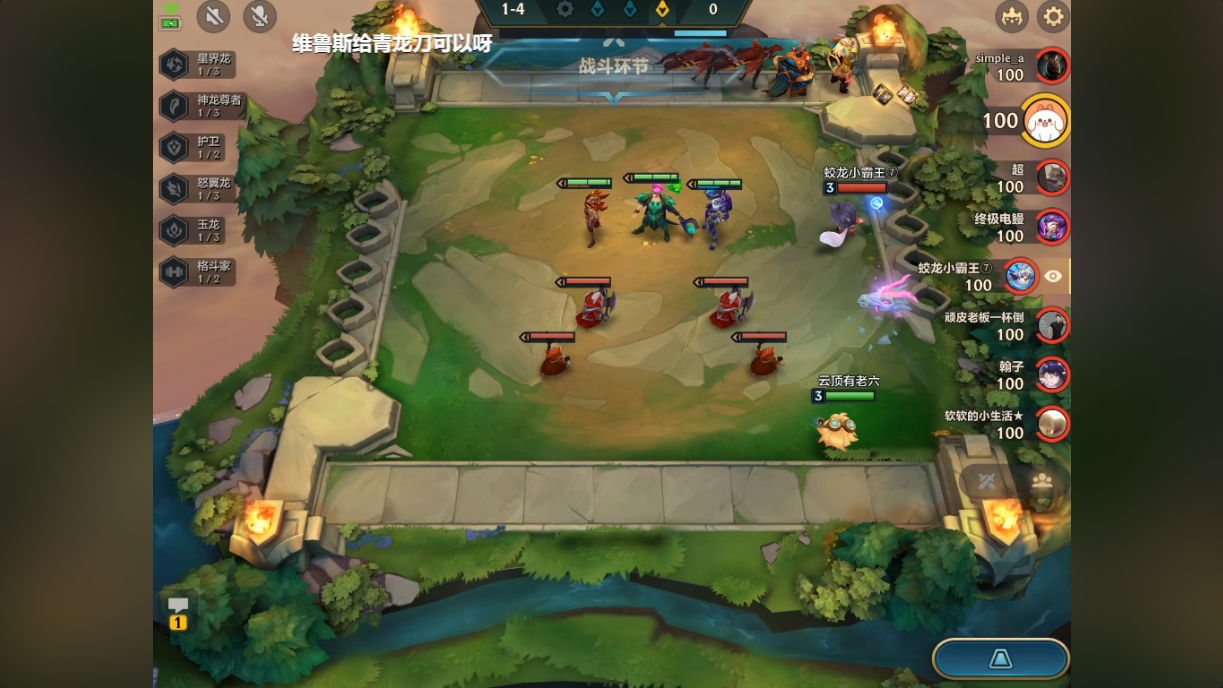 1-4
0
维鲁斯给青龙刀可以呀
战斗环节
星界龙
1 / 3
神龙尊者
1 / 3
护卫
1 / 2
怒翼龙
1 / 3
玉龙
1 / 3
格斗家
1 / 2
simple_a
100
100
超
100
终极电鳗
100
蛟龙小霸王⑦
100
顽皮老板一杯倒
100
翰子
100
软软的小生活★
100
蛟龙小霸王⑦
3
云顶有老六
3
1